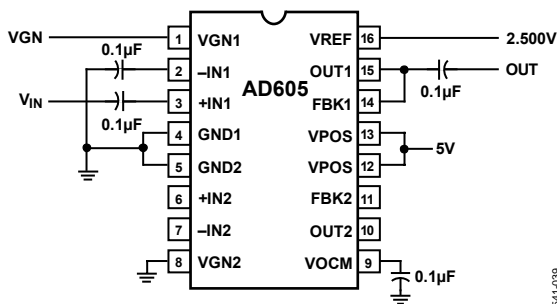 VGN
0.1µF
VIN
0.1µF
1 VGN1
2 –IN1
3 +IN1
4 GND1
5 GND2
6 +IN2
7 –IN2
8 VGN2
AD605
VREF 16
OUT1 15
FBK1 14
VPOS 13
VPOS 12
FBK2 11
OUT2 10
VOCM 9
2.500V
OUT
0.1µF
5V
0.1µF